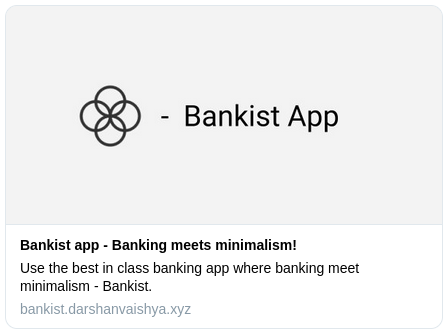 - Bankist App
Bankist app - Banking meets minimalism!
Use the best in class banking app where banking meet
minimalism - Bankist.
bankist.darshanvaishya.xyz